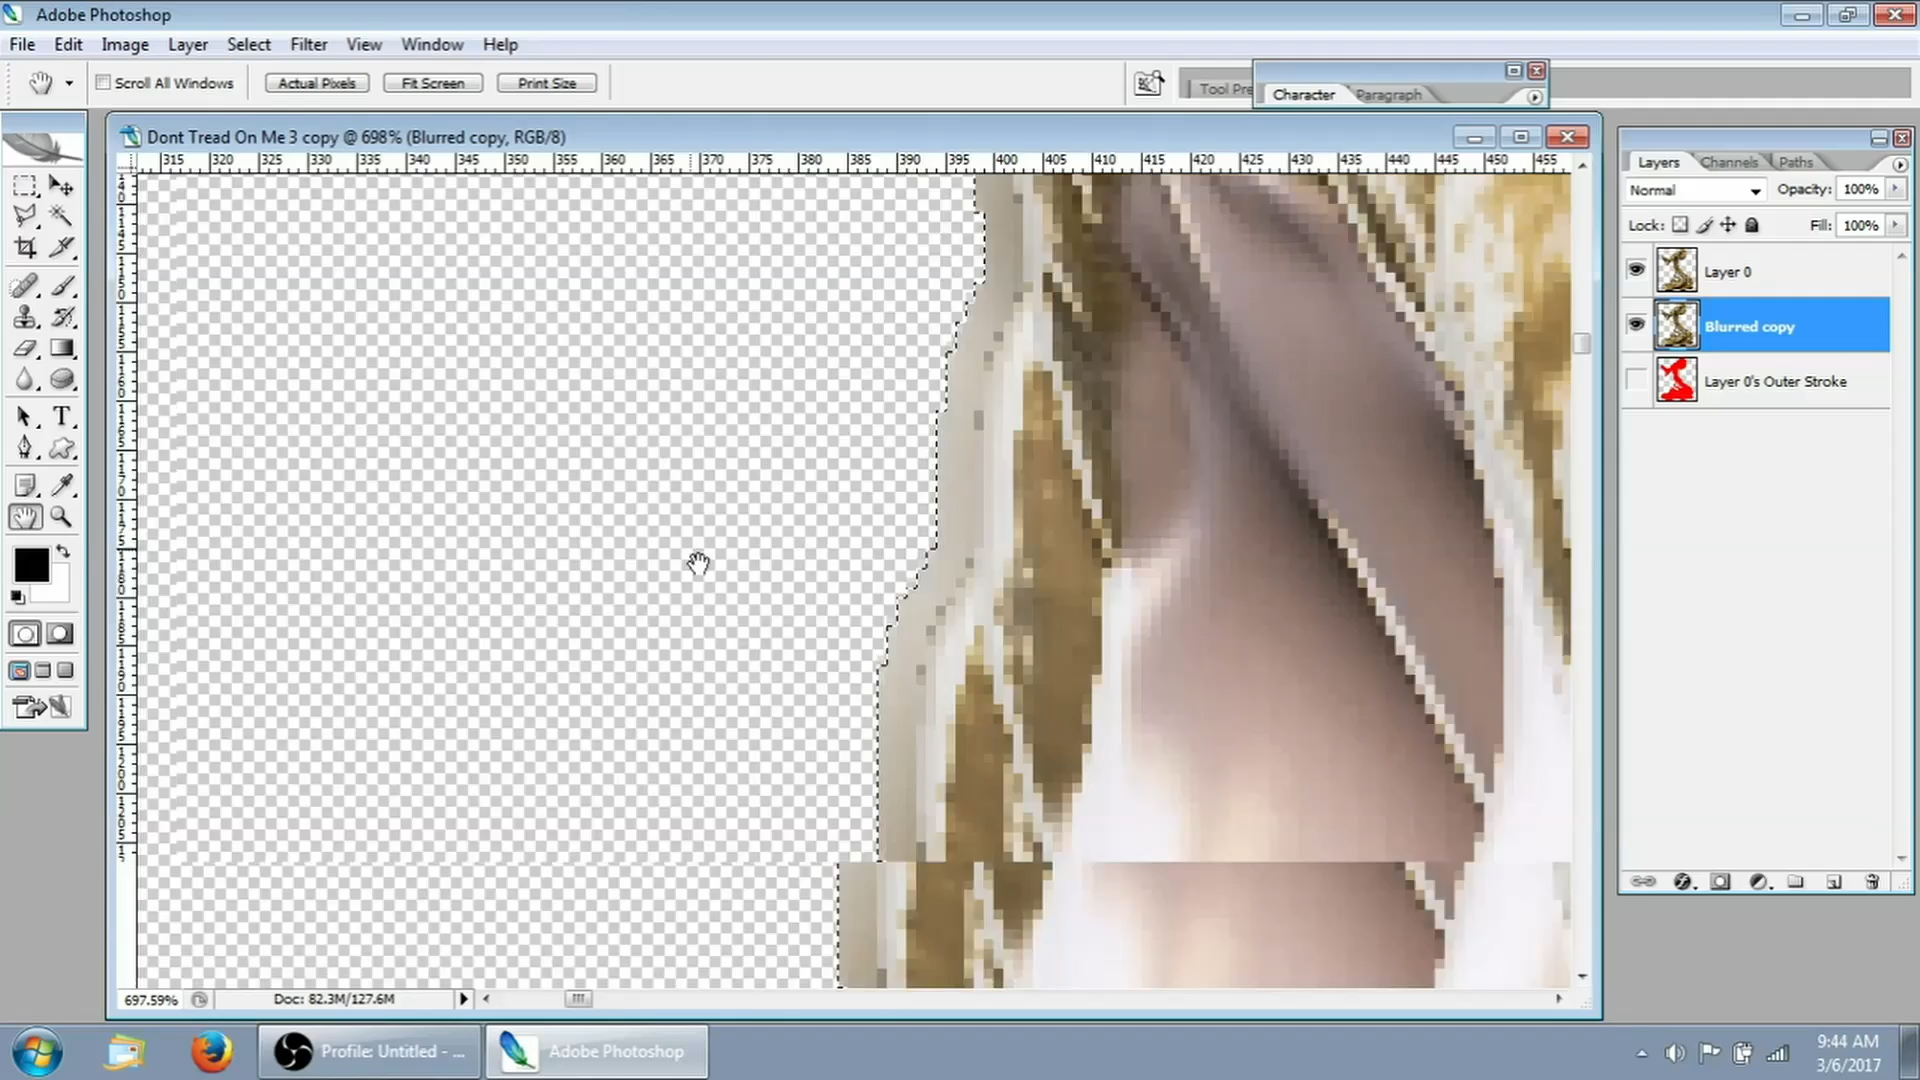 Adobe Photoshop
File Edit Image Layer Select Filter View Window Help
Scroll All Windows Actual Pixels Fit Screen Print Size
Tool Pre
Character Paragraph
Dont Tread On Me 3 copy @ 698% (Blurred copy, RGB/8)
315 320 325 330 335 340 345 350 355 360 365 370 375 380 385 390 395 400 405 410 415 420 425 430 435 440 445 450 455
Layers Channels Paths
Normal Opacity: 100%
Lock: Fill: 100%
Layer 0
Blurred copy
Layer 0's Outer Stroke
T
697.59% Doc: 82.3M/127.6M
Profile: Untitled - ...
Adobe Photoshop
9:44 AM
3/6/2017